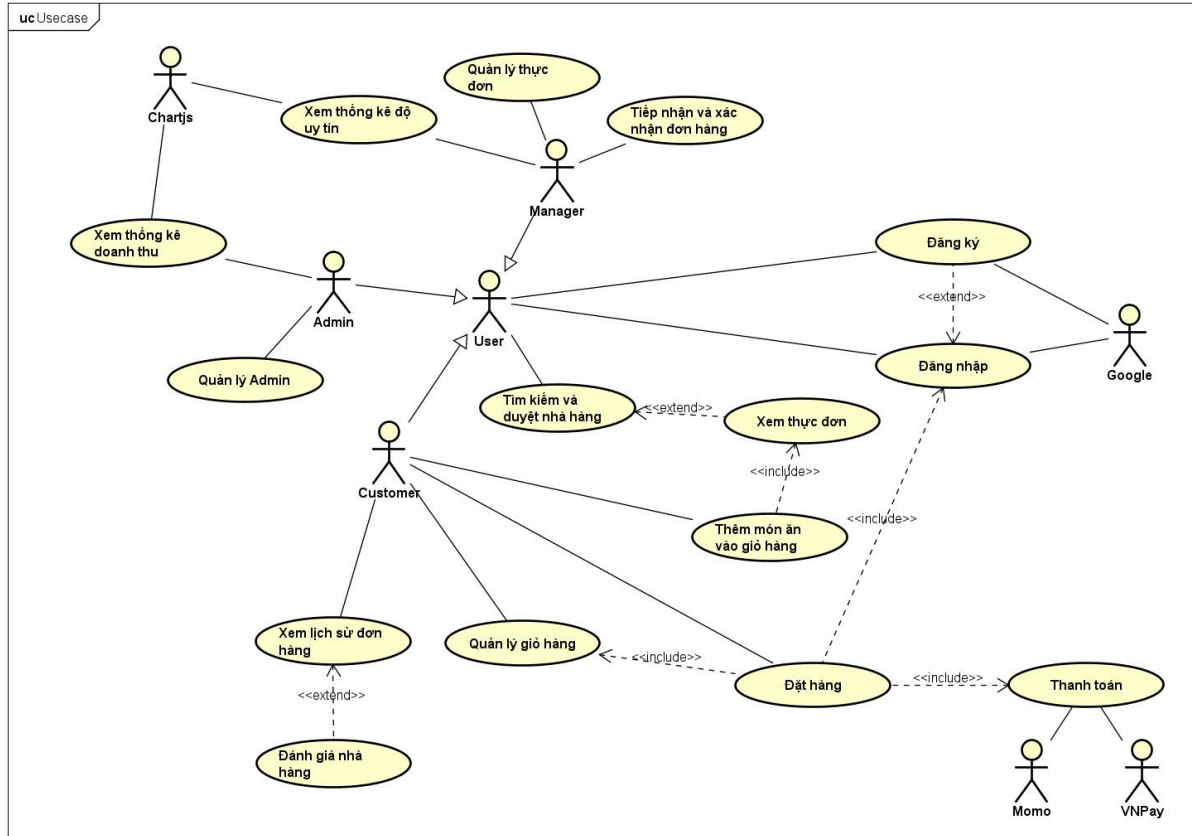 uc Usecase
Chartjs
Xem thống kê độ
uy tín
Quản lý thực
đơn
Tiếp nhận và xác
nhận đơn hàng
Manager
Xem thống kê
doanh thu
Admin
Quản lý Admin
User
Đăng ký
<<extend>>
Đăng nhập
Google
Tìm kiếm và
duyệt nhà hàng
<<extend>>
Xem thực đơn
<<include>>
Customer
Thêm món ăn
vào giỏ hàng
<<include>>
Xem lịch sử đơn
hàng
Quản lý giỏ hàng
<<include>>
Đặt hàng
<<include>>
Thanh toán
<<extend>>
Đánh giá nhà
hàng
Momo
VNPay